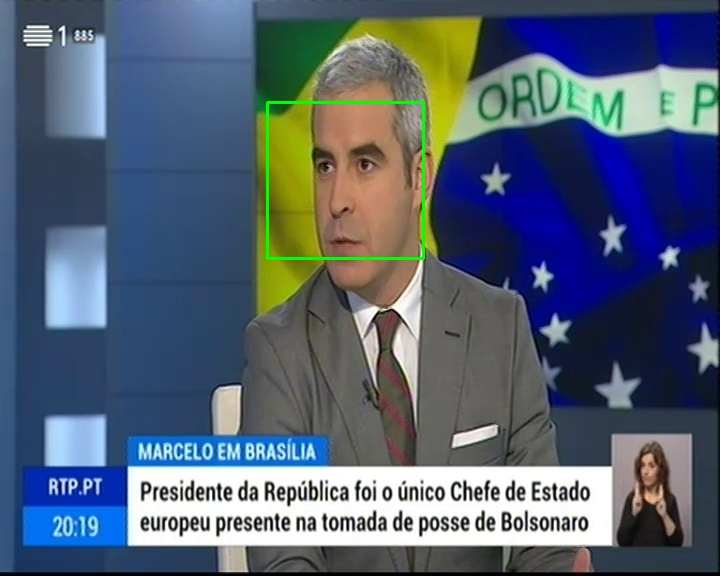 1 885
ORDEM E P
MARCELO EM BRASÍLIA
RTP.PT
Presidente da República foi o único Chefe de Estado
20:19
europeu presente na tomada de posse de Bolsonaro